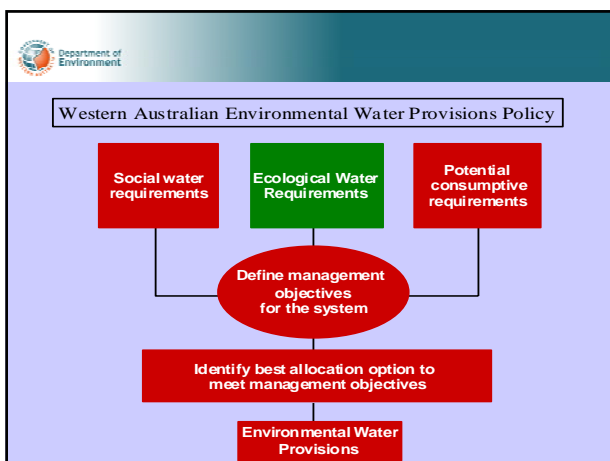 Department of
Environment
Western Australian Environmental Water Provisions Policy
Social water
requirements
Ecological Water
Requirements
Potential
consumptive
requirements
Define management
objectives
for the system
Identify best allocation option to
meet management objectives
Environmental Water
Provisions